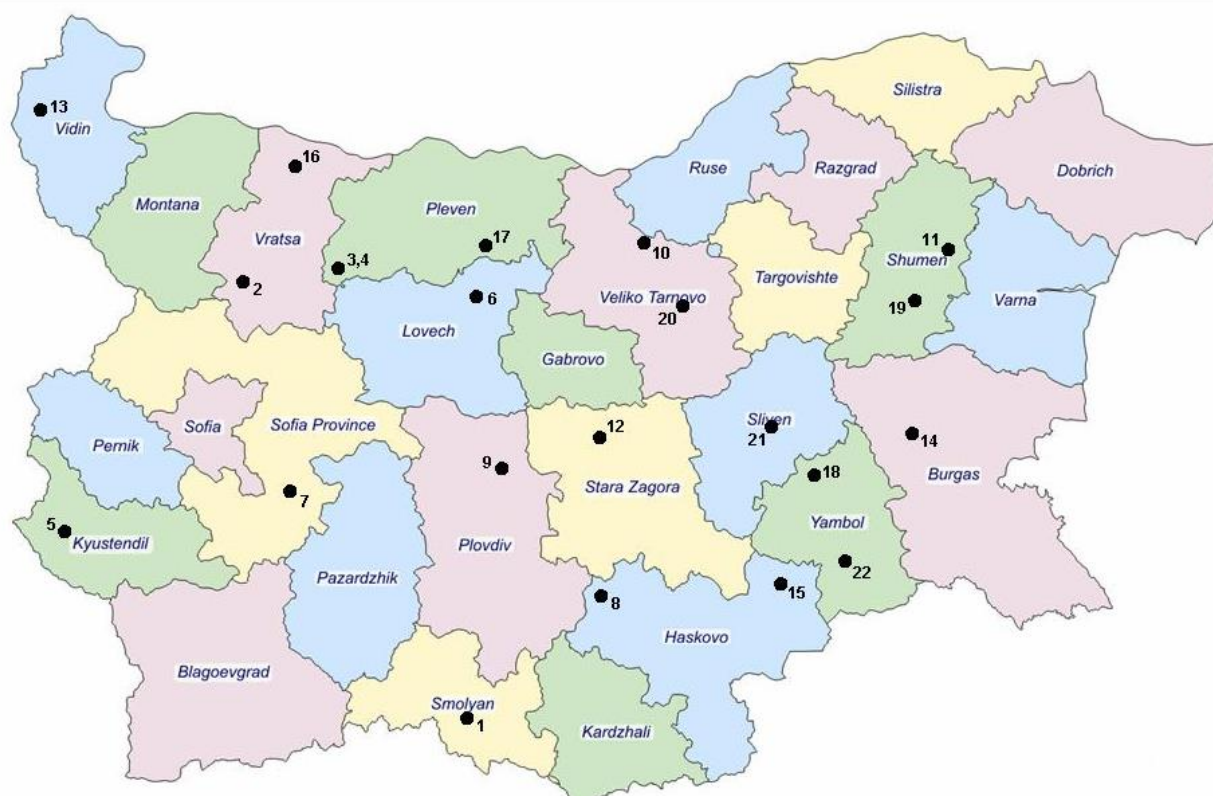 Silistra
13
Vidin
16
Ruse
Razgrad
Dobrich
Montana
Pleven
Vratsa
17
10
11
3,4
Shumen
Targovishte
2
6
Veliko Tarnovo
20
19
Varna
Lovech
Gabrovo
Sofia
Sofia Province
Sliven
21
12
14
Pernik
9
18
Burgas
7
Stara Zagora
5
Kyustendil
Plovdiv
Yambol
22
Pazardzhik
8
15
Haskovo
Blagoevgrad
Smolyan
1
Kardzhali